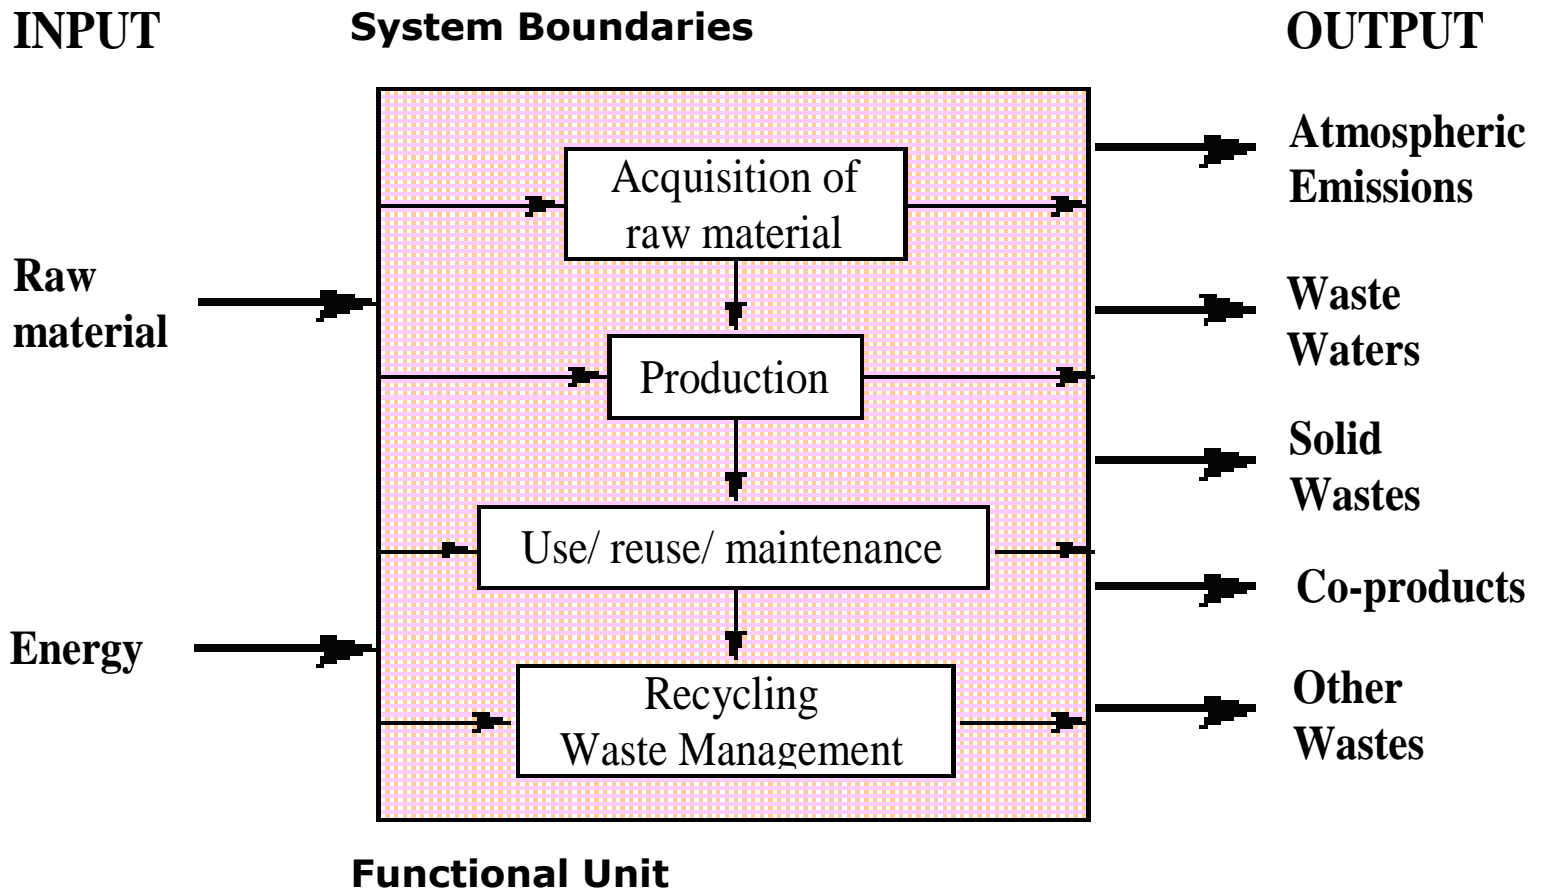 INPUT
System Boundaries
OUTPUT
Raw
material
Energy
Acquisition of
raw material
Production
Use/ reuse/ maintenance
Recycling
Waste Management
Atmospheric
Emissions
Waste
Waters
Solid
Wastes
Co-products
Other
Wastes
Functional Unit